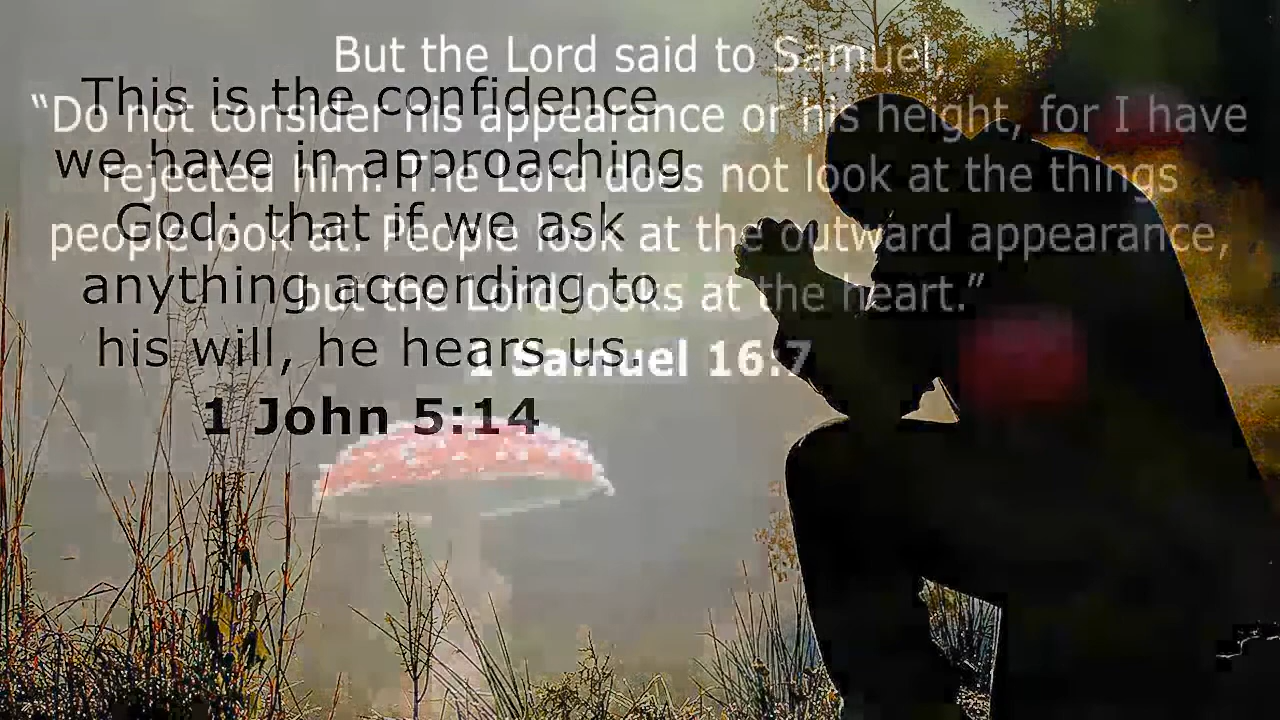 But the Lord said to Samuel,
“Do not consider his appearance or his height, for I have
rejected him. The Lord does not look at the things
people look at. People look at the outward appearance,
but the Lord looks at the heart.”
1 Samuel 16:7
This is the confidence
we have in approaching
God: that if we ask
anything according to
his will, he hears us.
1 John 5:14